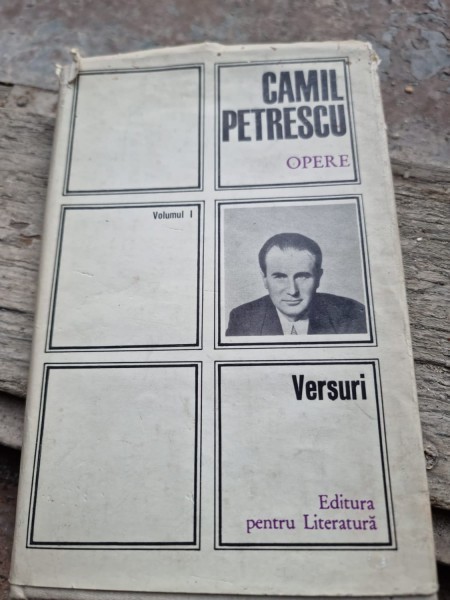 CAMIL
PETRESCU
OPERE
Volumul I
Versuri
Editura
pentru Literatură